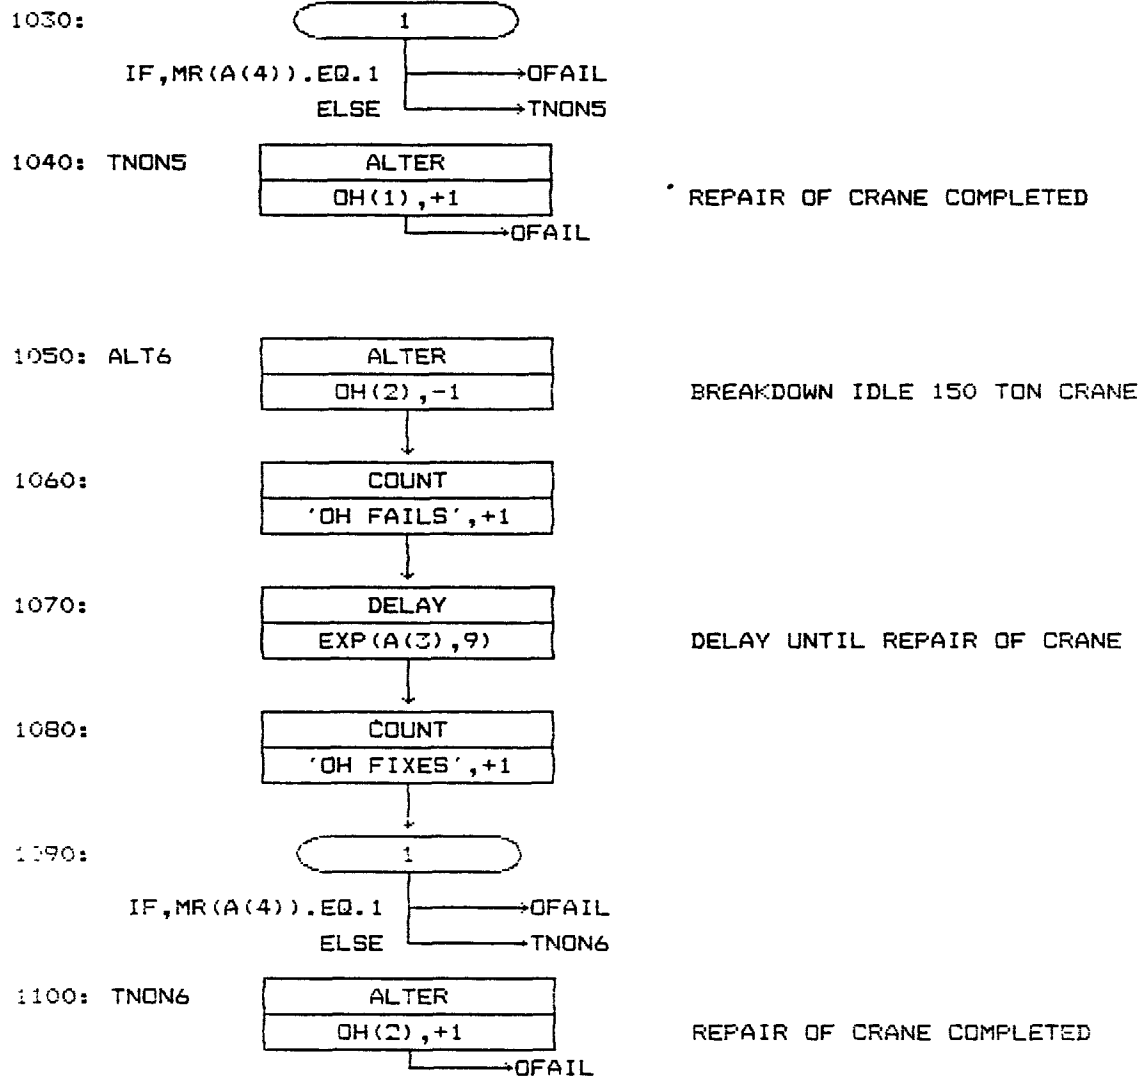 1030:
1
IF,MR(A(4)).EQ.1 OFAIL
ELSE TNON5
1040: TNON5 ALTER
OH(1),+1 REPAIR OF CRANE COMPLETED
OFAIL
1050: ALT6 ALTER
OH(2),-1 BREAKDOWN IDLE 150 TON CRANE
1060: COUNT
'OH FAILS',+1
1070: DELAY
EXP(A(3),9) DELAY UNTIL REPAIR OF CRANE
1080: COUNT
'OH FIXES',+1
1090: 1
IF,MR(A(4)).EQ.1 OFAIL
ELSE TNON6
1100: TNON6 ALTER
OH(2),+1 REPAIR OF CRANE COMPLETED
OFAIL